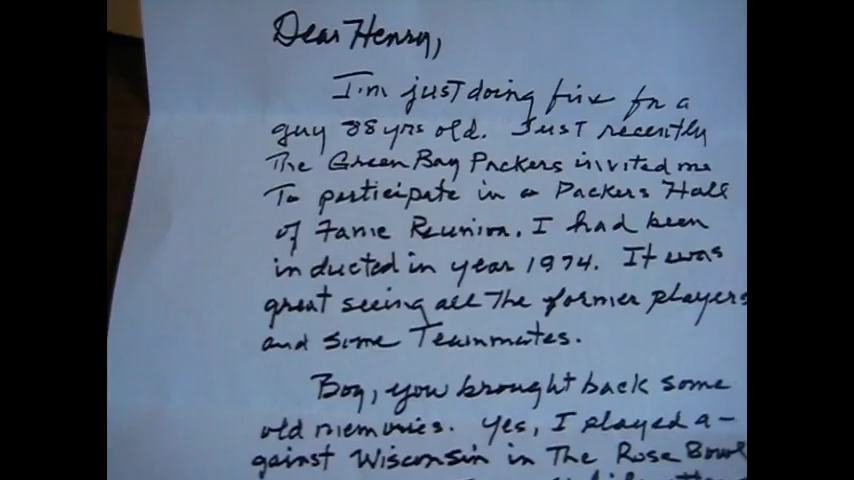 Dear Henry,
I'm just doing fine for a
guy 88 yrs old. Just recently
The Green Bay Packers invited me
To participate in a Packers Hall
of Fame Reunion. I had been
inducted in year 1974. It was
great seeing all the former players
and some Teammates.
Boy, you brought back some
old memories. Yes, I played a-
gainst Wisconsin in The Rose Bowl